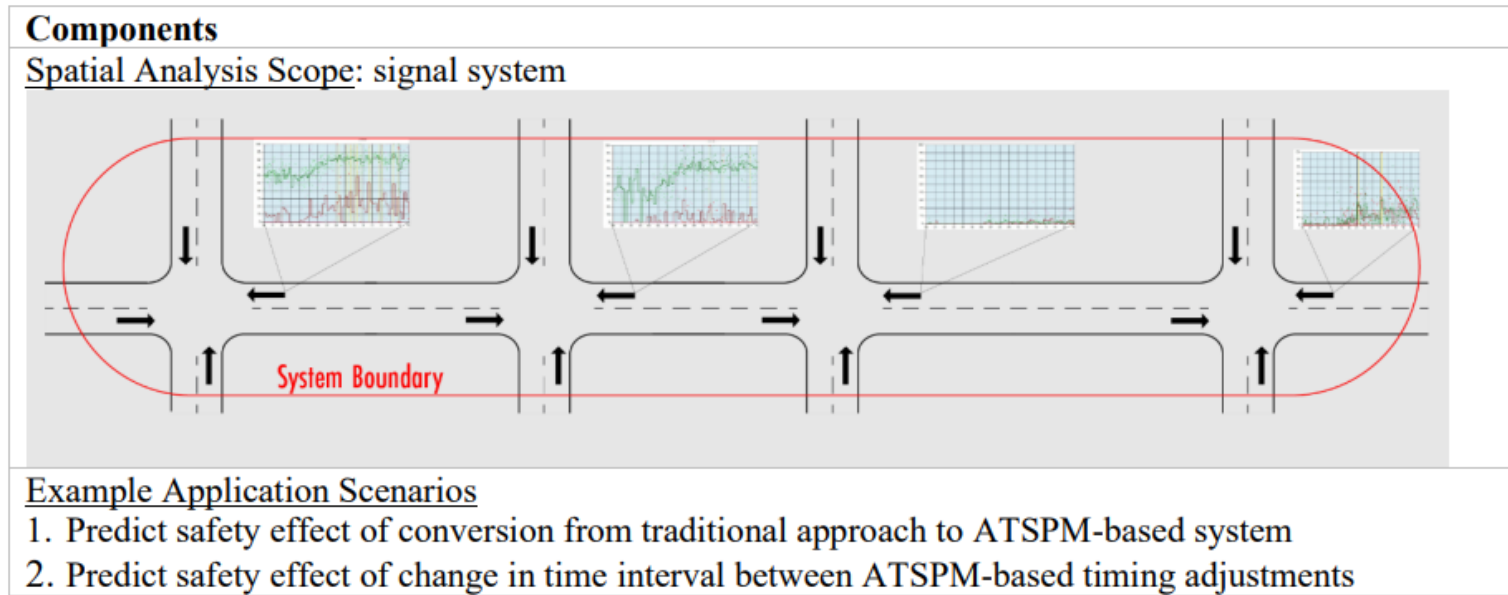 Components
Spatial Analysis Scope: signal system
System Boundary
Example Application Scenarios
1. Predict safety effect of conversion from traditional approach to ATSPM-based system
2. Predict safety effect of change in time interval between ATSPM-based timing adjustments